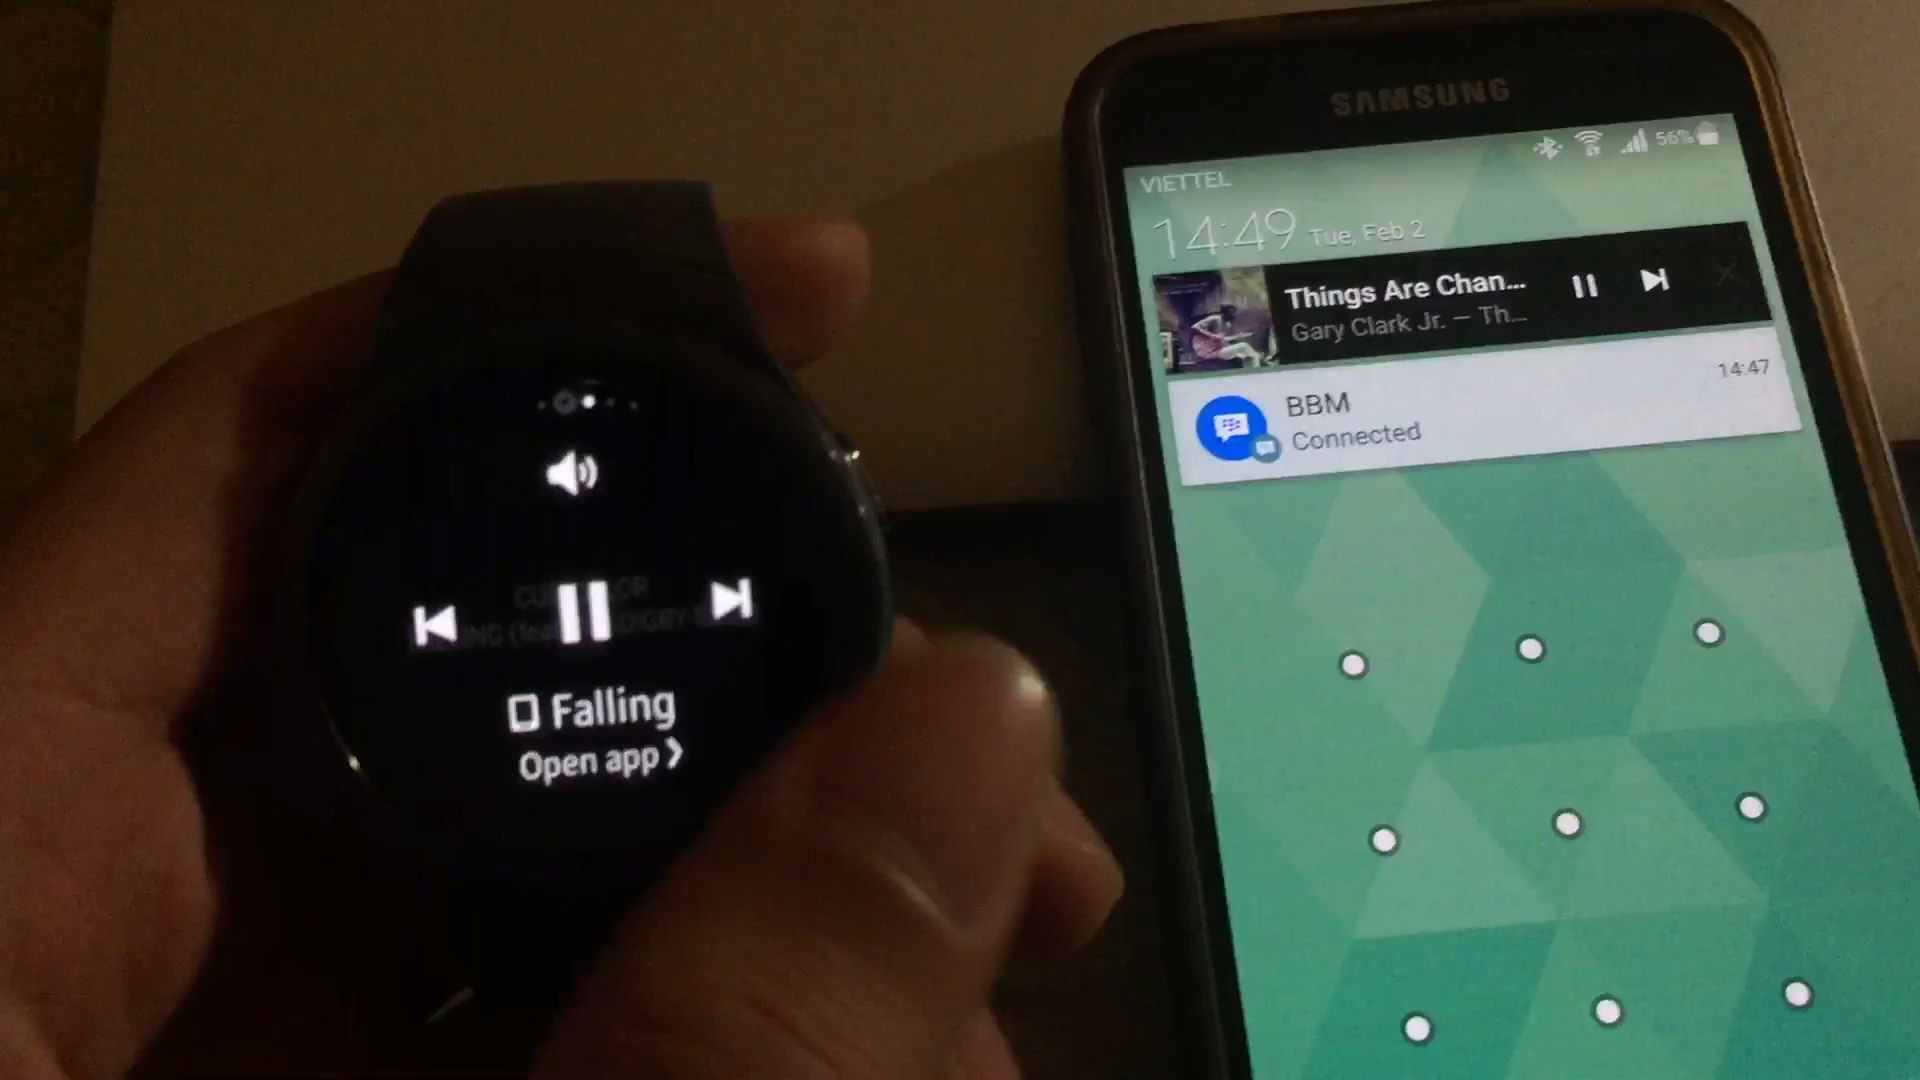 Falling
Open app
SAMSUNG
56%
VIETTEL
14:49 Tue, Feb 2
Things Are Chan...
Gary Clark Jr. – Th...
14:47
BBM
Connected